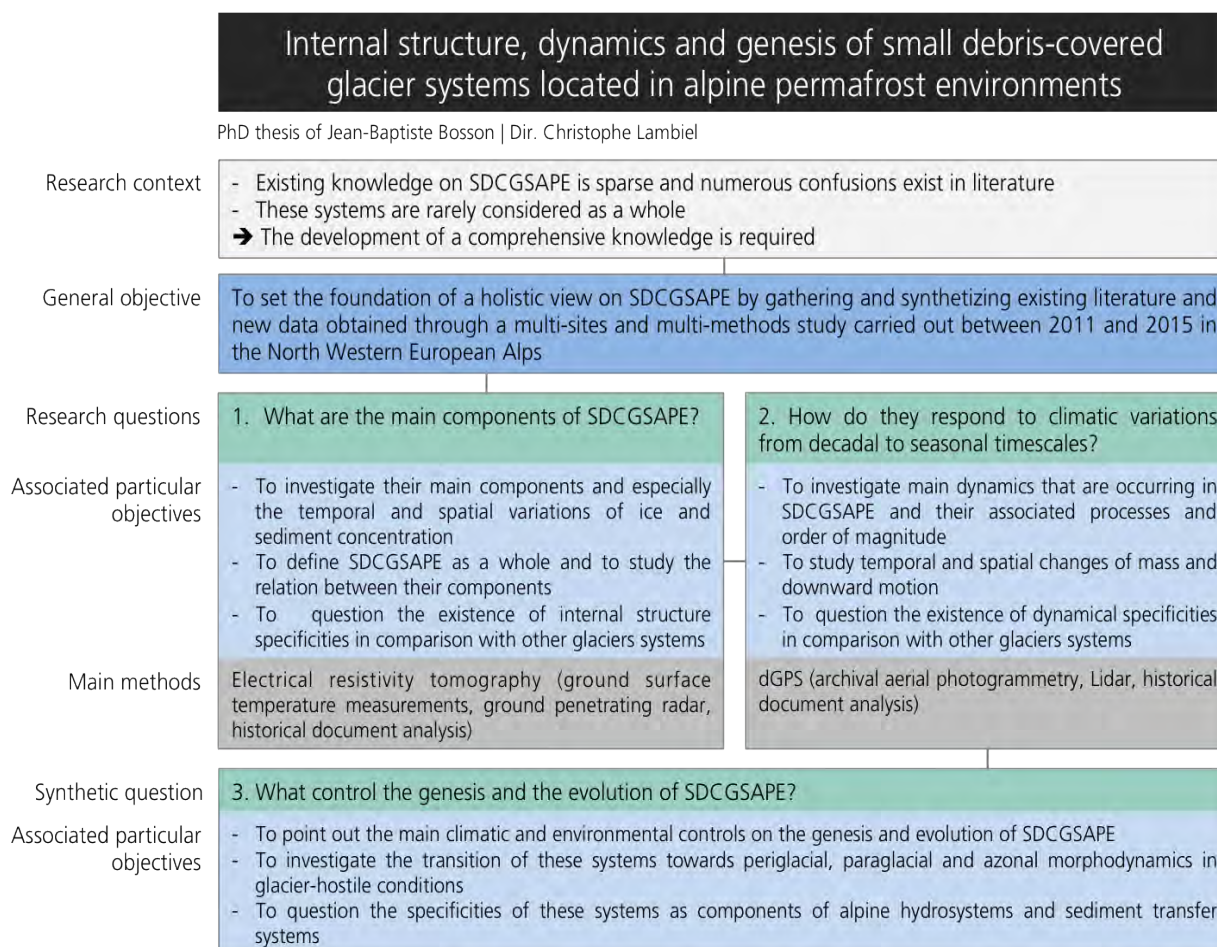 Internal structure, dynamics and genesis of small debris-covered
glacier systems located in alpine permafrost environments
PhD thesis of Jean-Baptiste Bosson | Dir. Christophe Lambiel
Research context
- Existing knowledge on SDCGSAPE is sparse and numerous confusions exist in literature
- These systems are rarely considered as a whole
➔ The development of a comprehensive knowledge is required
General objective
To set the foundation of a holistic view on SDCGSAPE by gathering and synthetizing existing literature and
new data obtained through a multi-sites and multi-methods study carried out between 2011 and 2015 in
the North Western European Alps
Research questions
1. What are the main components of SDCGSAPE?
2. How do they respond to climatic variations
from decadal to seasonal timescales?
Associated particular
objectives
- To investigate their main components and especially
the temporal and spatial variations of ice and
sediment concentration
- To define SDCGSAPE as a whole and to study the
relation between their components
- To question the existence of internal structure
specificities in comparison with other glaciers systems
- To investigate main dynamics that are occurring in
SDCGSAPE and their associated processes and
order of magnitude
- To study temporal and spatial changes of mass and
downward motion
- To question the existence of dynamical specificities
in comparison with other glaciers systems
Main methods
Electrical resistivity tomography (ground surface
temperature measurements, ground penetrating radar,
historical document analysis)
dGPS (archival aerial photogrammetry, Lidar, historical
document analysis)
Synthetic question
3. What control the genesis and the evolution of SDCGSAPE?
Associated particular
objectives
- To point out the main climatic and environmental controls on the genesis and evolution of SDCGSAPE
- To investigate the transition of these systems towards periglacial, paraglacial and azonal morphodynamics in
glacier-hostile conditions
- To question the specificities of these systems as components of alpine hydrosystems and sediment transfer
systems